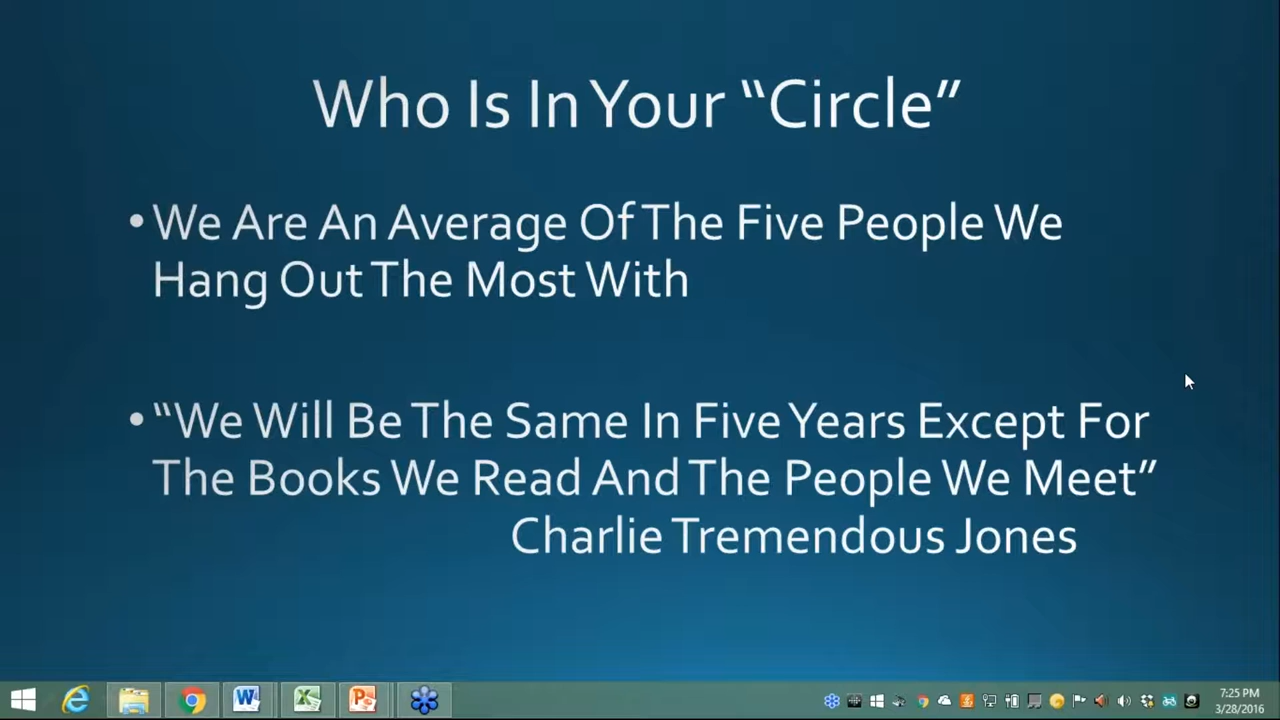 Who Is In Your “Circle”
• We Are An Average Of The Five People We
Hang Out The Most With
• “We Will Be The Same In Five Years Except For
The Books We Read And The People We Meet”
Charlie Tremendous Jones
7:25 PM
3/28/2016